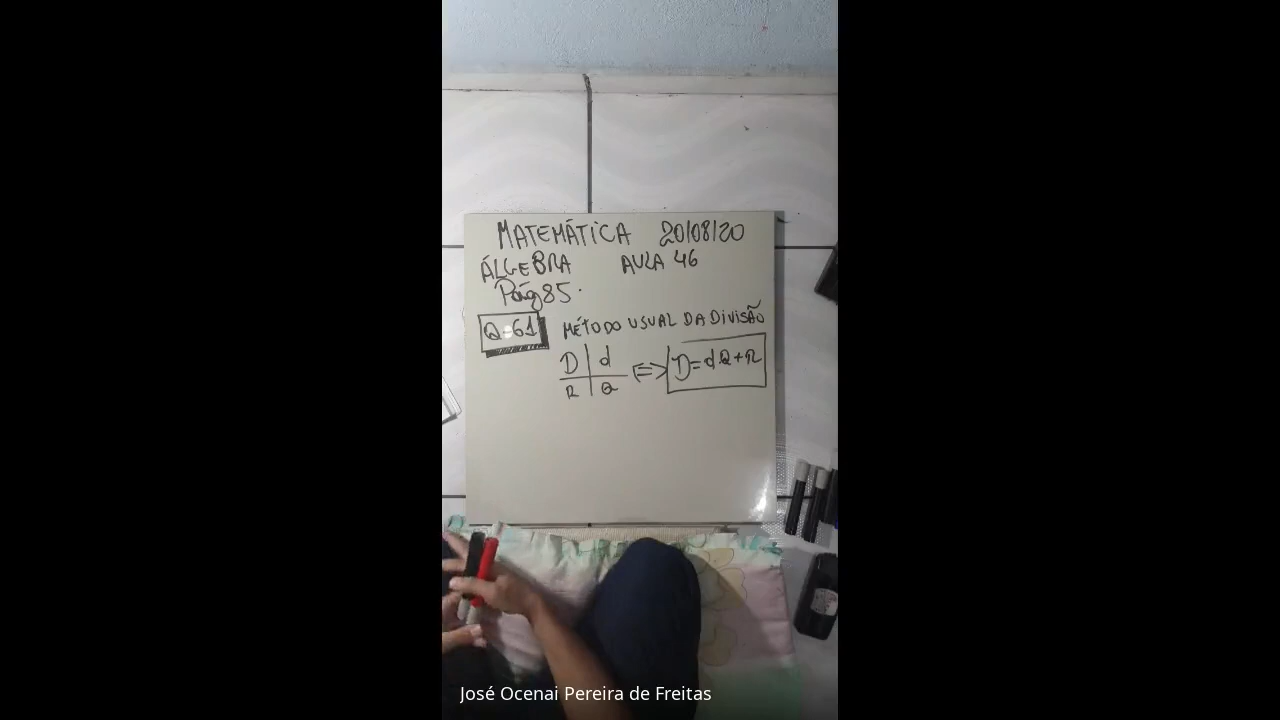 MATEMÁTICA 20/08/20
ÁLGEBRA AULA 46
Pág 85.
Q-61 MÉTODO USUAL DA DIVISÃO
D | d
R | Q <=> D=dQ+R
José Ocenai Pereira de Freitas